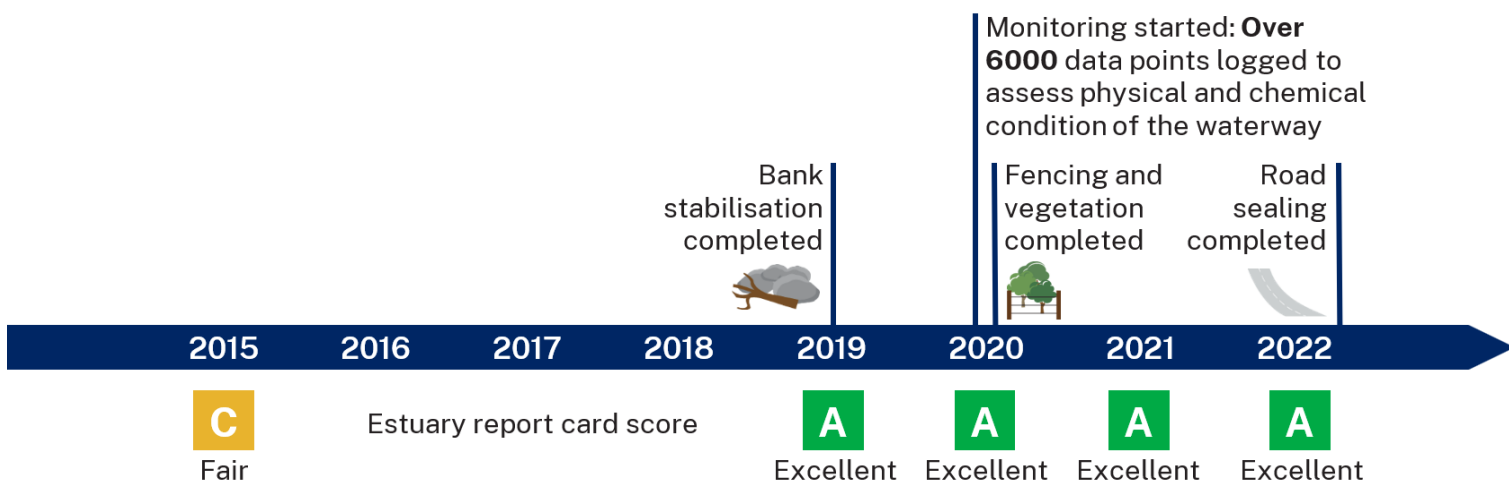 Monitoring started: Over
6000 data points logged to
assess physical and chemical
condition of the waterway
Bank
stabilisation
completed
Fencing and
vegetation
completed
Road
sealing
completed
2015 2016 2017 2018 2019 2020 2021 2022
C Estuary report card score A A A A
Fair Excellent Excellent Excellent Excellent